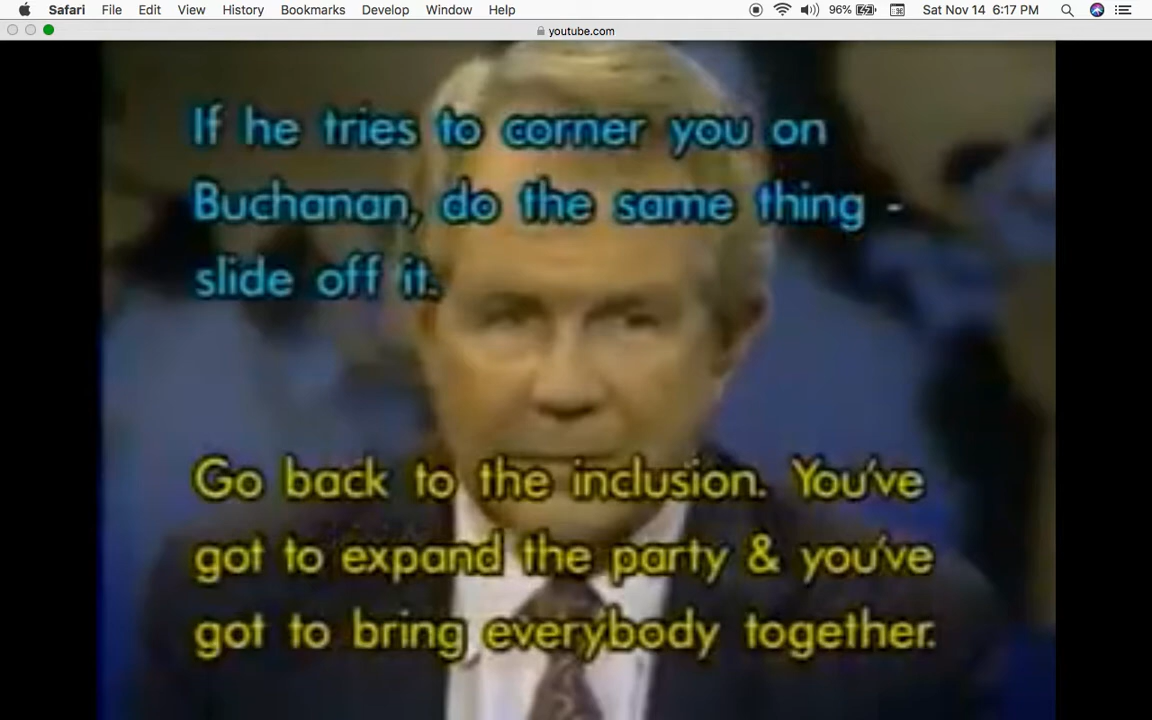 Safari File Edit View History Bookmarks Develop Window Help 96% Sat Nov 14 6:17 PM
youtube.com
If he tries to corner you on
Buchanan, do the same thing -
slide off it.
Go back to the inclusion. You've
got to expand the party & you've
got to bring everybody together.